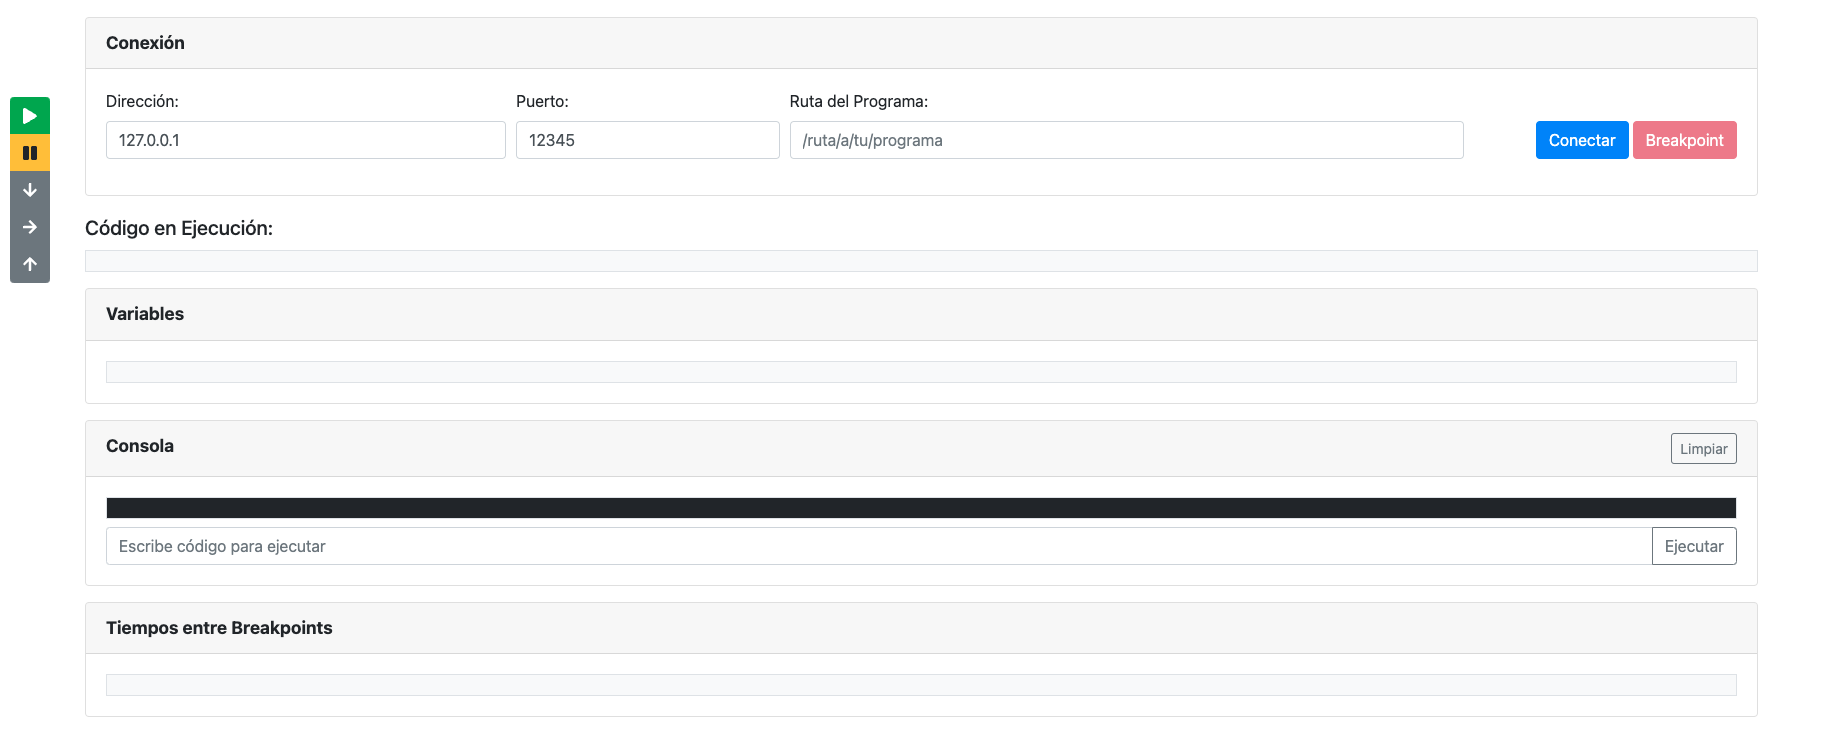 Conexión
Dirección:
Puerto:
Ruta del Programa:
127.0.0.1
12345
/ruta/a/tu/programa
Conectar
Breakpoint
Código en Ejecución:
Variables
Consola
Limpiar
Escribe código para ejecutar
Ejecutar
Tiempos entre Breakpoints